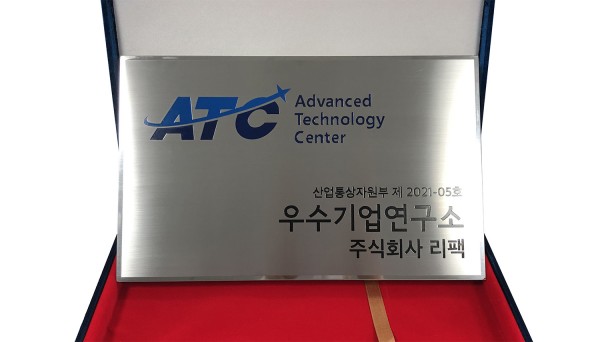 ATC
Advanced
Technology
Center
산업통상자원부 제 2021-05호
우수기업연구소
주식회사 리팩